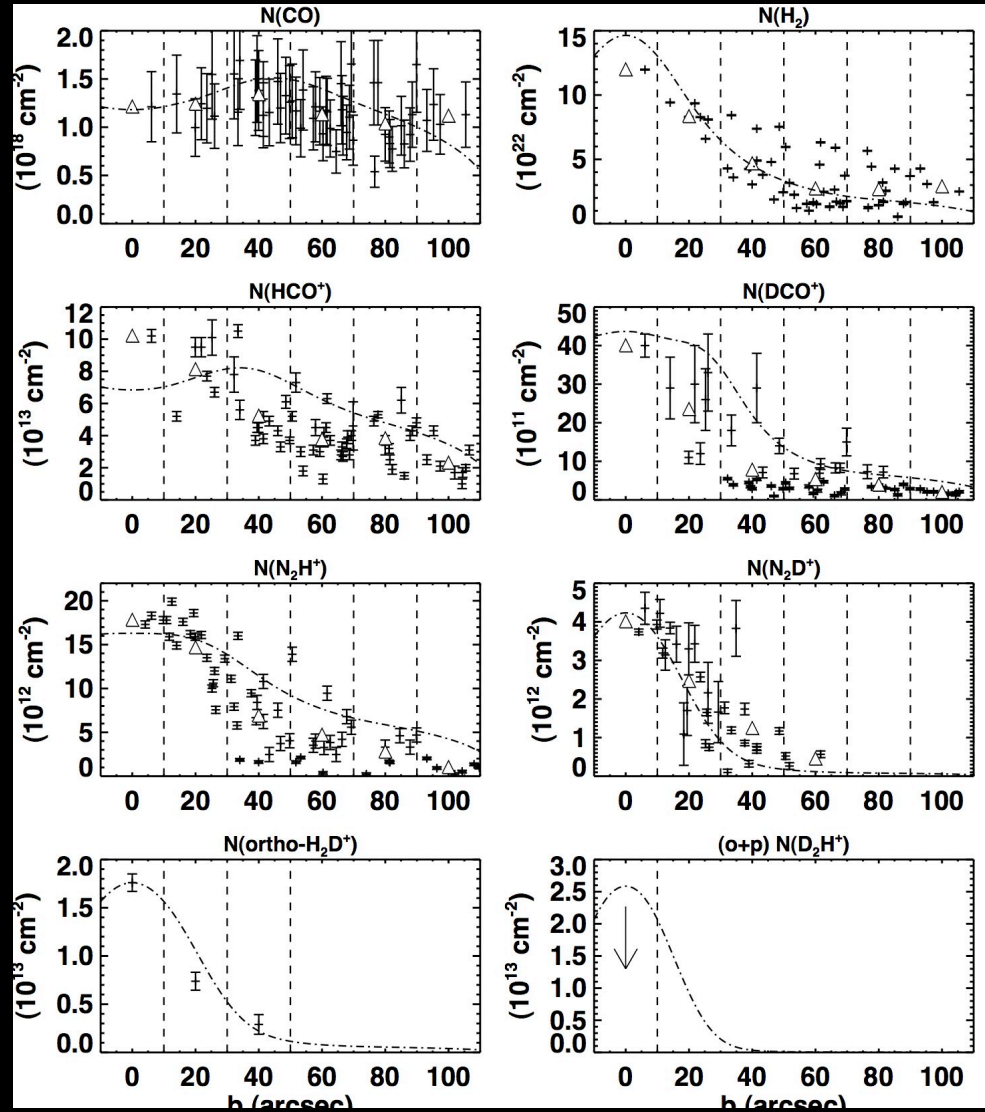 N(CO)
(10¹⁸ cm⁻²)
2.0
1.5
1.0
0.5
0.0
0 20 40 60 80 100
N(H₂)
(10²² cm⁻²)
15
10
5
0
0 20 40 60 80 100
N(HCO⁺)
(10¹³ cm⁻²)
12
10
8
6
4
2
0
0 20 40 60 80 100
N(DCO⁺)
(10¹¹ cm⁻²)
50
40
30
20
10
0
0 20 40 60 80 100
N(N₂H⁺)
(10¹² cm⁻²)
20
15
10
5
0
0 20 40 60 80 100
N(N₂D⁺)
(10¹² cm⁻²)
5
4
3
2
1
0
0 20 40 60 80 100
N(ortho-H₂D⁺)
(10¹³ cm⁻²)
2.0
1.5
1.0
0.5
0.0
0 20 40 60 80 100
b (arcsec)
(o+p) N(D₂H⁺)
(10¹³ cm⁻²)
3.0
2.5
2.0
1.5
1.0
0.5
0.0
0 20 40 60 80 100
b (arcsec)